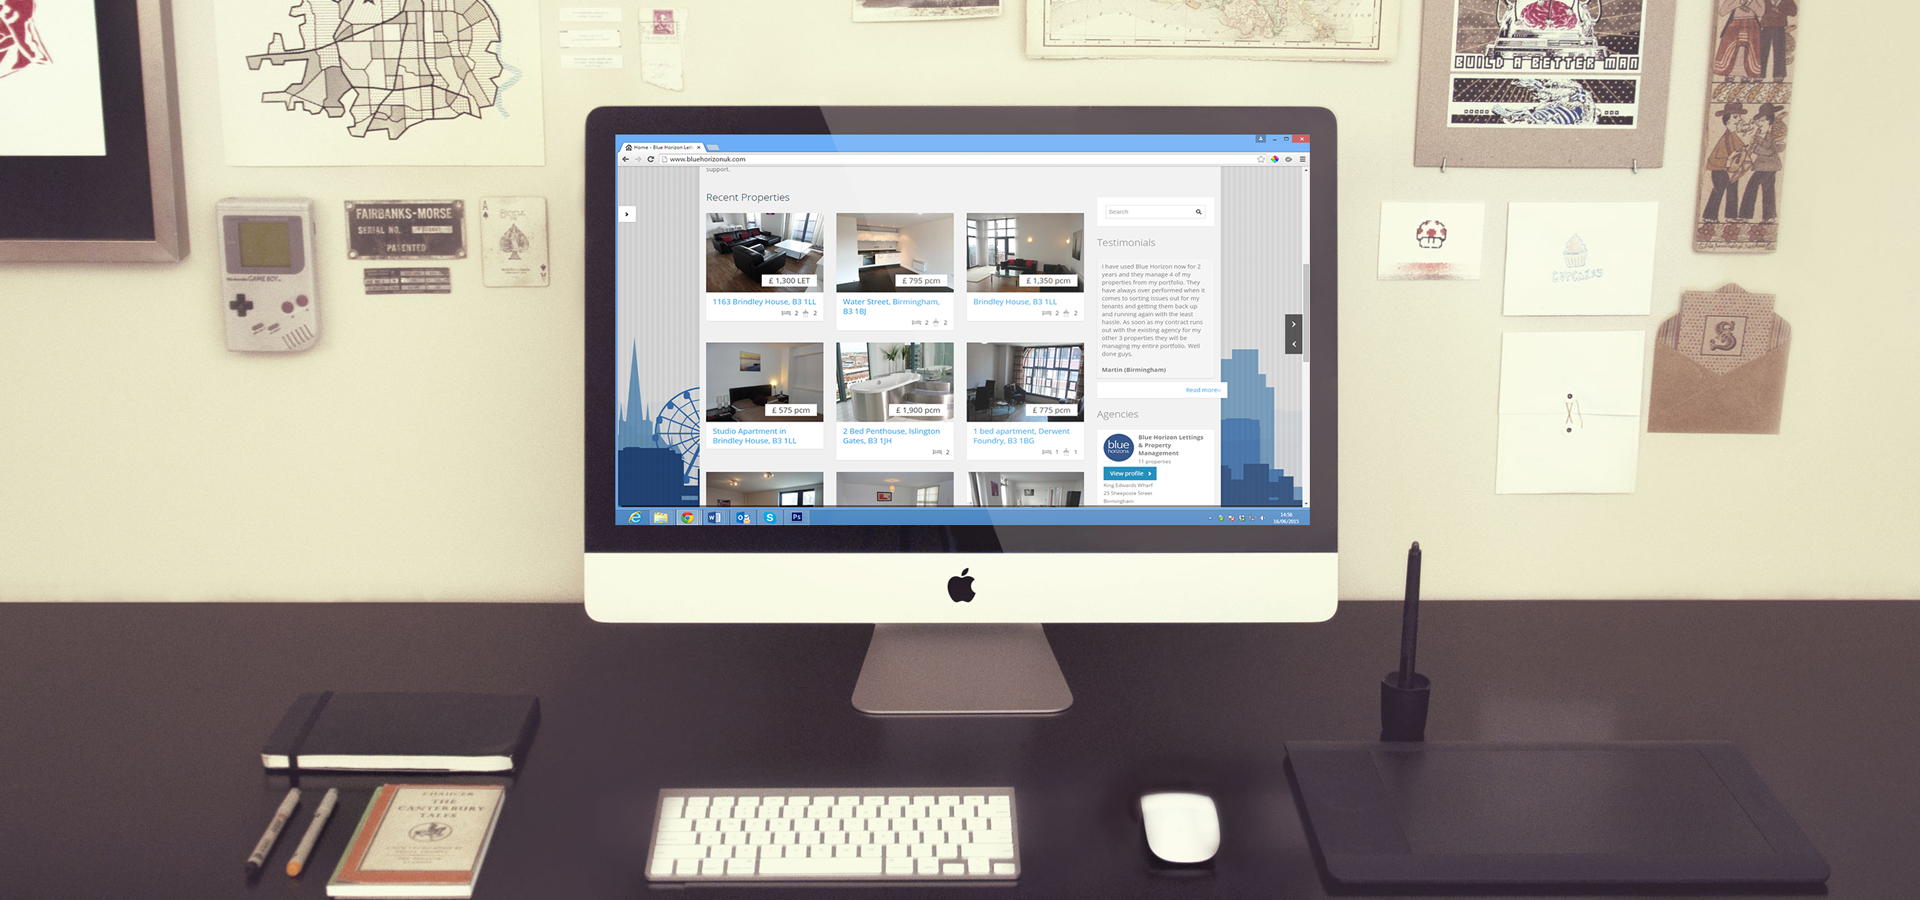 MEXICO
BUILD A BETTER MAN
FAIRBANKS-MORSE
SERIAL NO.
PATENTED
A
BICYCLE
Nintendo GAME BOY
CUPCAKES
S
Home - Blue Horizon Lett
www.bluehorizonuk.com
support.
Recent Properties
£ 1,300 LET
1163 Brindley House, B3 1LL
2 2
£ 795 pcm
Water Street, Birmingham,
B3 1BJ
2 2
£ 1,350 pcm
Brindley House, B3 1LL
2 2
£ 575 pcm
Studio Apartment in
Brindley House, B3 1LL
£ 1,900 pcm
2 Bed Penthouse, Islington
Gates, B3 1JH
2
£ 775 pcm
1 bed apartment, Derwent
Foundry, B3 1BG
1 1
Search
Testimonials
I have used Blue Horizon now for 2
years and they manage 4 of my
properties from my portfolio. They
have always over performed when it
comes to sorting issues out for my
tenants and getting them back up
and running again with the least
hassle. As soon as my contract runs
out with the existing agency for my
other 3 properties they will be
managing my entire portfolio. Well
done guys.
Martin (Birmingham)
Read more
Agencies
blue
horizons
Blue Horizon Lettings
& Property
Management
11 properties
View profile
King Edwards Wharf
25 Sheepcote Street
Birmingham
Ps
14:56
16/06/2015
CHAUCER
THE
CANTERBURY
TALES